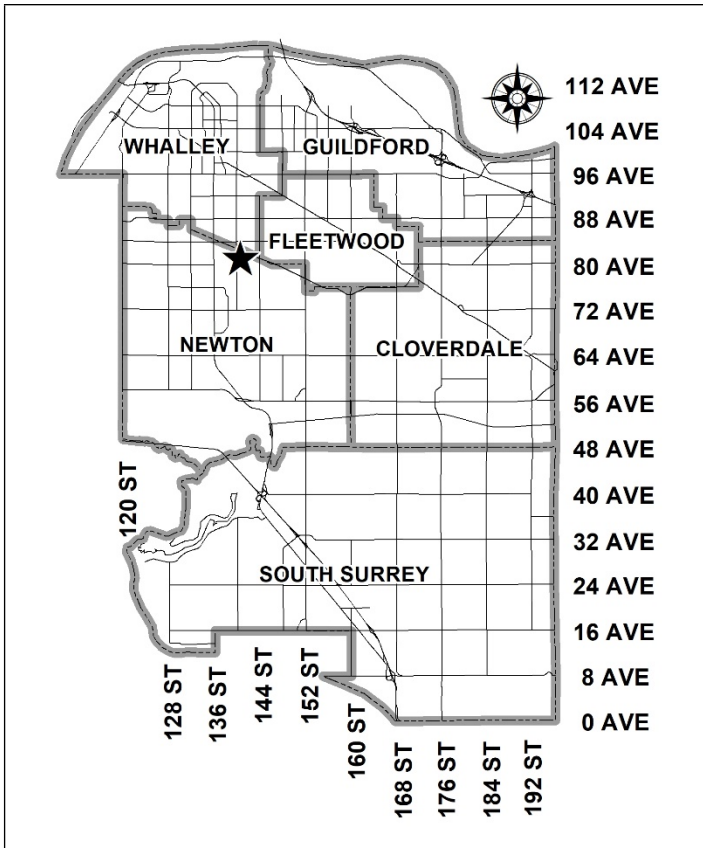 112 AVE
104 AVE
WHALLEY
GUILDFORD
96 AVE
88 AVE
FLEETWOOD
80 AVE
72 AVE
NEWTON
CLOVERDALE
64 AVE
56 AVE
48 AVE
120 ST
40 AVE
32 AVE
SOUTH SURREY
24 AVE
16 AVE
8 AVE
0 AVE
128 ST
136 ST
144 ST
152 ST
160 ST
168 ST
176 ST
184 ST
192 ST